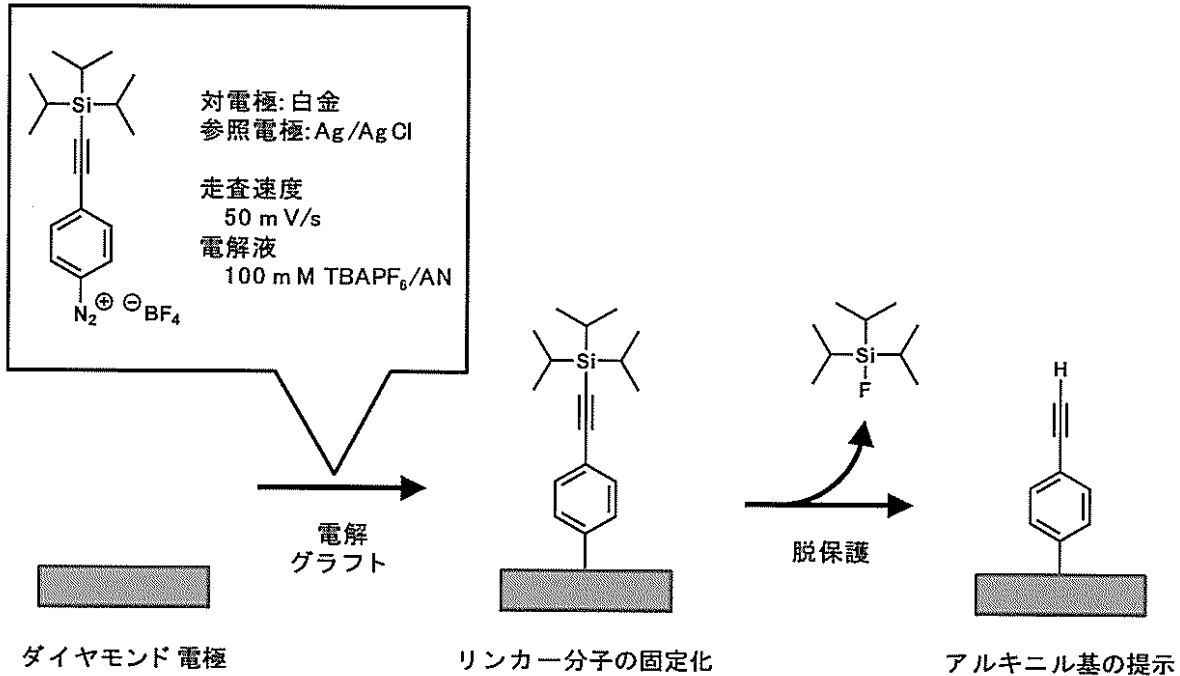 Si
対電極: 白金
参照電極: Ag/AgCl
走査速度
50 mV/s
電解液
100 mM TBAPF₆/AN
N₂⊕ ⊖BF₄
Si
Si
F
H
電解
グラフト
脱保護
ダイヤモンド電極
リンカー分子の固定化
アルキニル基の提示